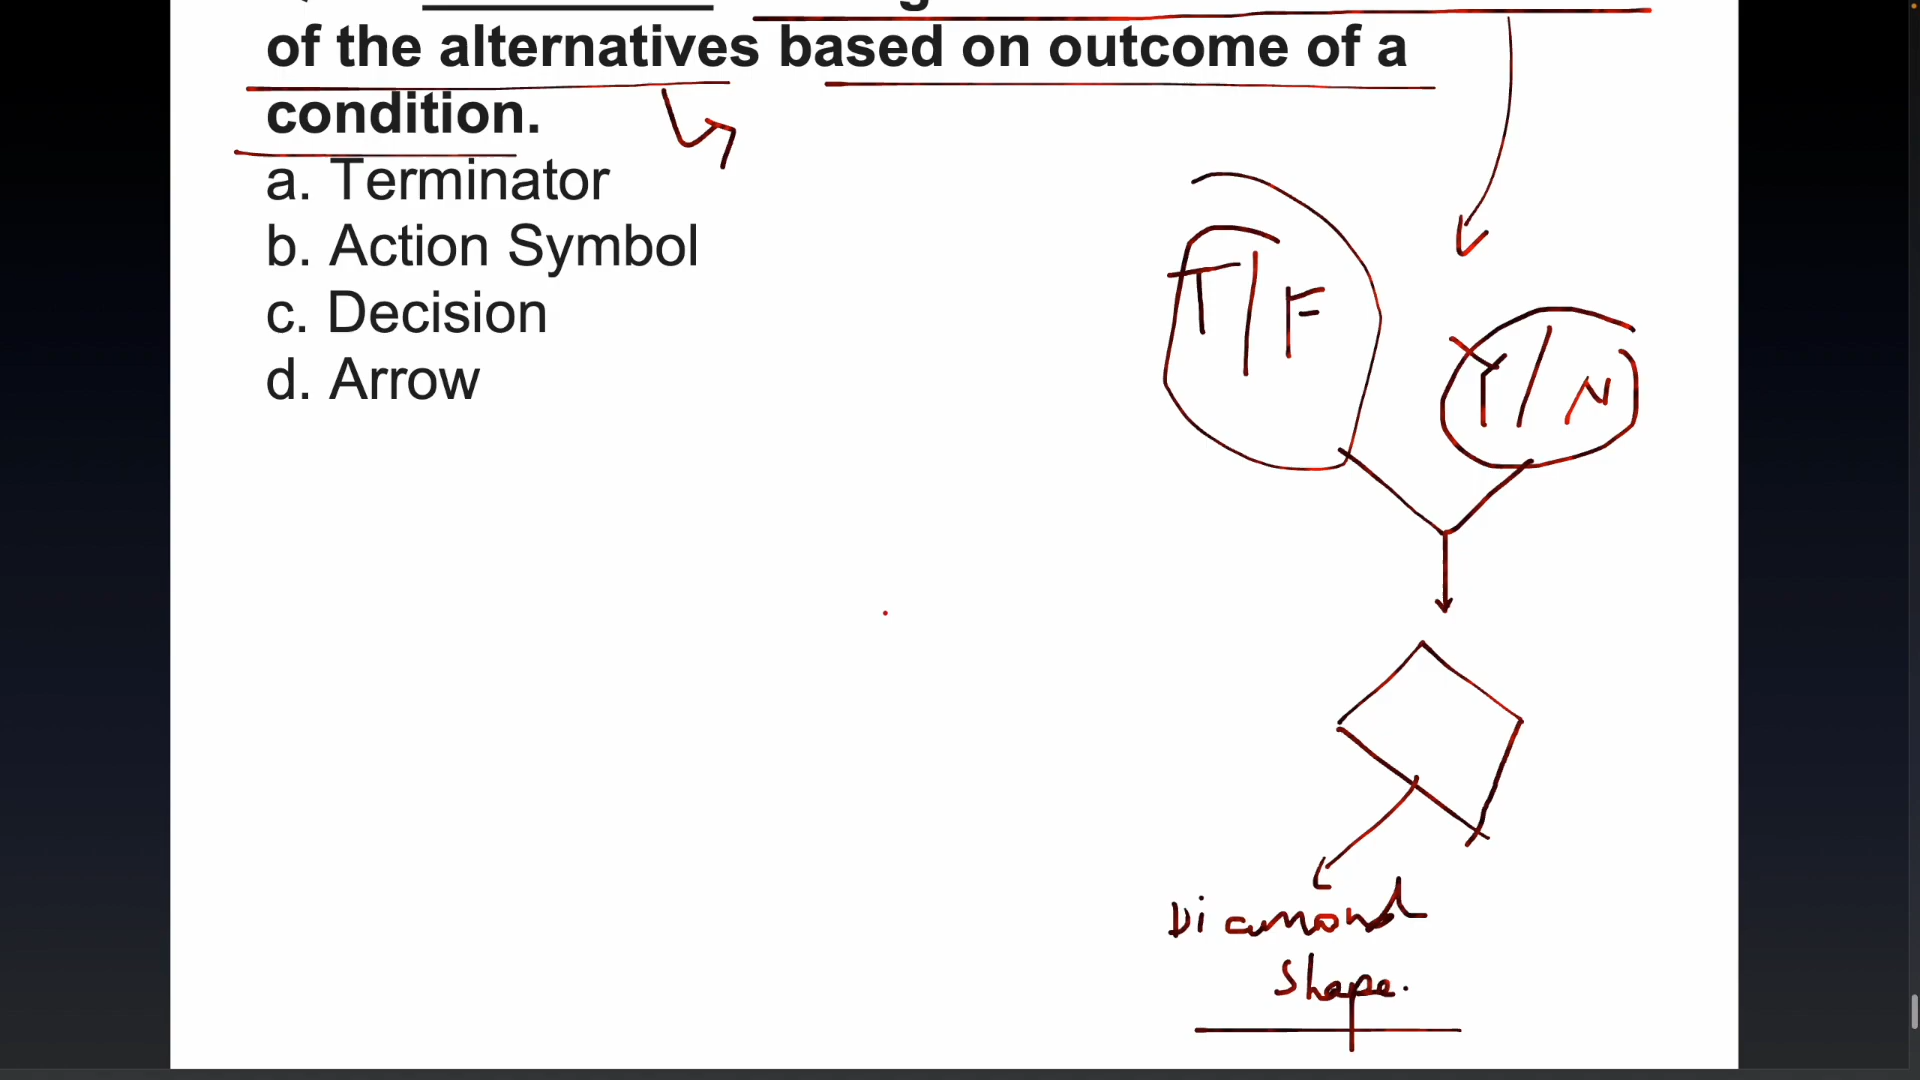 of the alternatives based on outcome of a
condition.
a. Terminator
b. Action Symbol
c. Decision
d. Arrow
T/F
Y/N
Diamond
Shape.